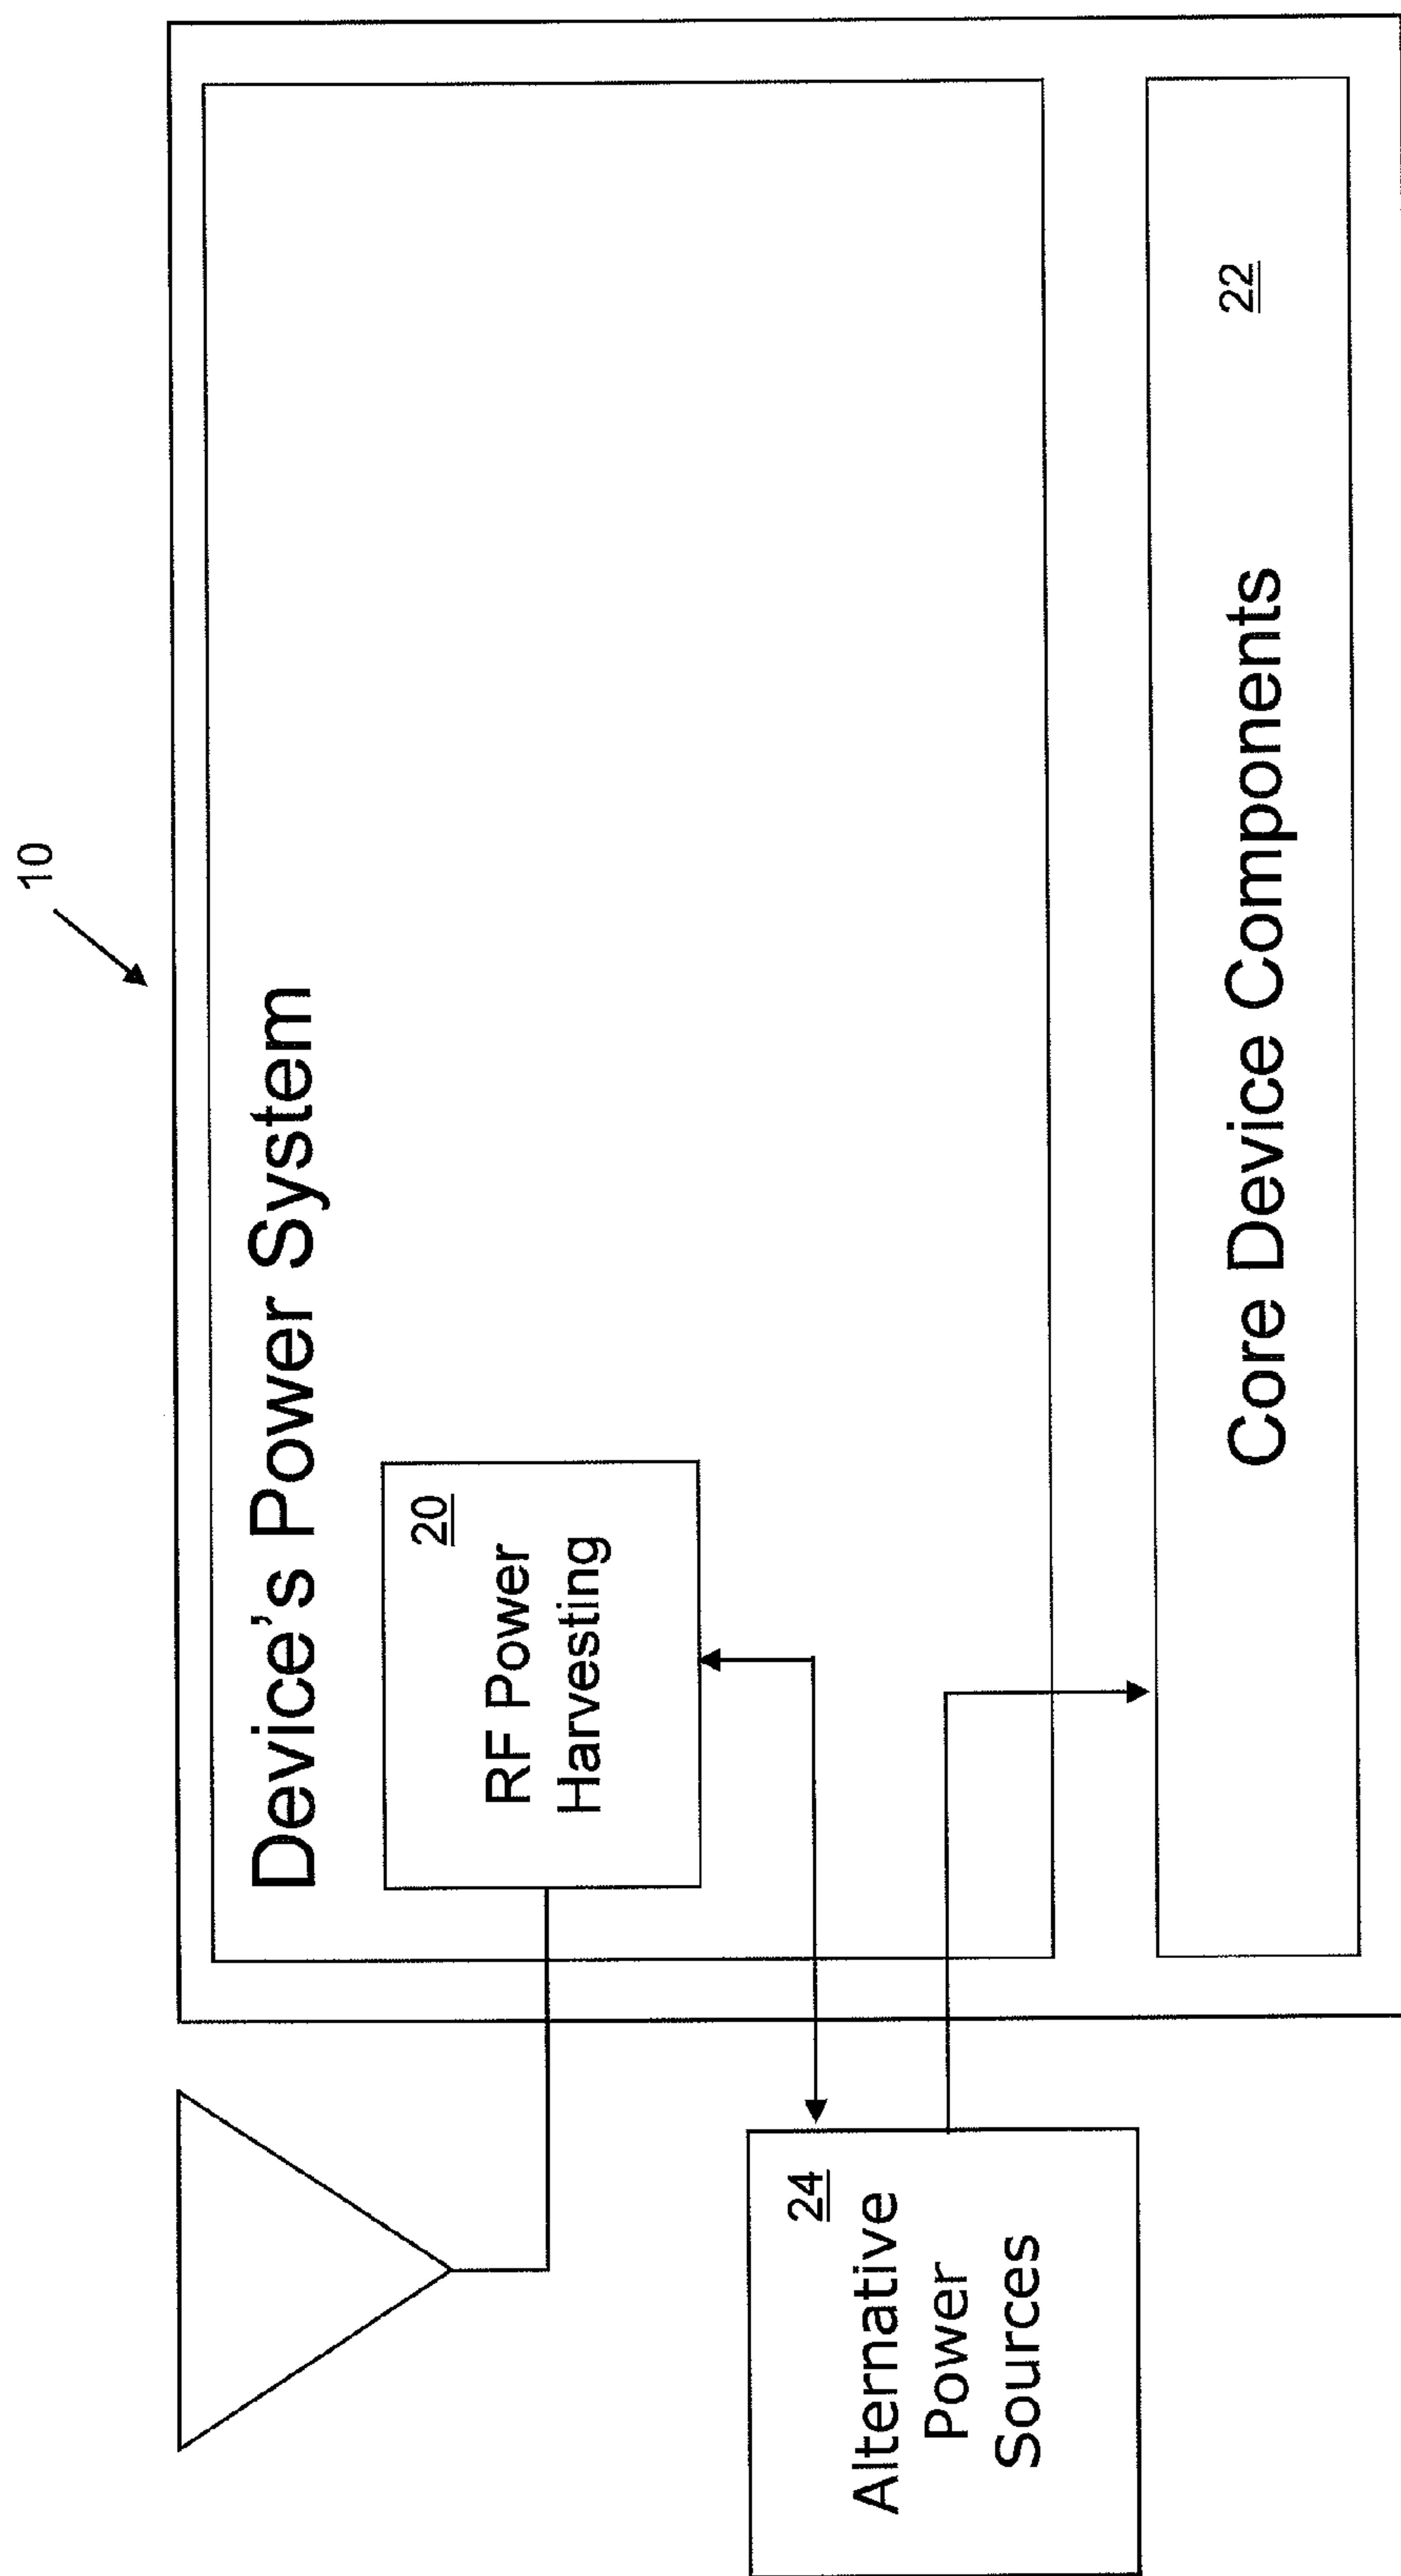 10
Device's Power System
20
RF Power
Harvesting
24
Alternative
Power
Sources
Core Device Components
22